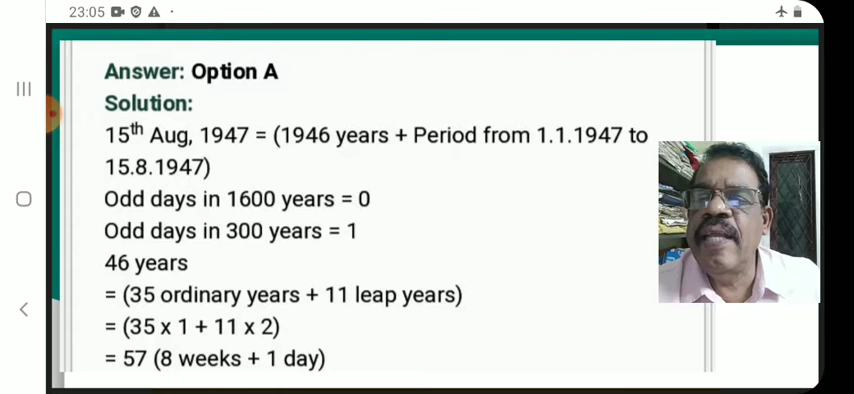 23:05
Answer: Option A
Solution:
15th Aug, 1947 = (1946 years + Period from 1.1.1947 to
15.8.1947)
Odd days in 1600 years = 0
Odd days in 300 years = 1
46 years
= (35 ordinary years + 11 leap years)
= (35 x 1 + 11 x 2)
= 57 (8 weeks + 1 day)